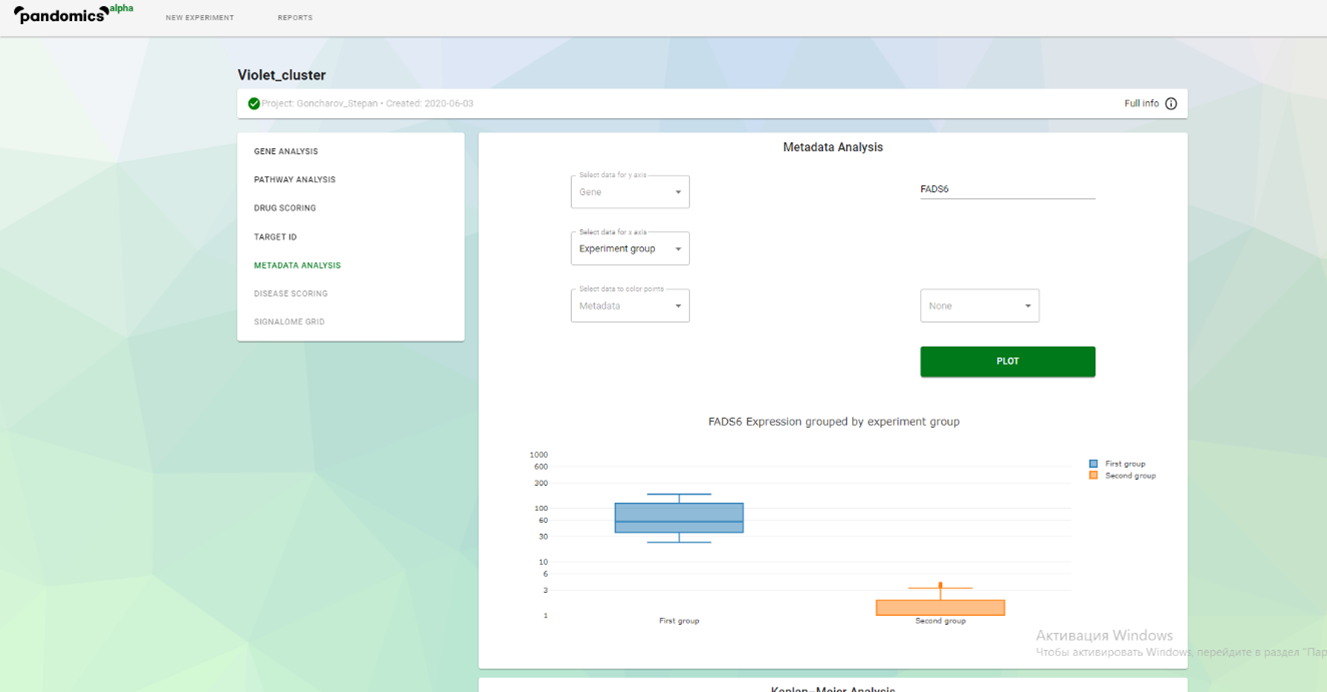 pandomics alpha
NEW EXPERIMENT
REPORTS
Violet_cluster
Project: Goncharov_Stepan • Created: 2020-06-03
Full info
GENE ANALYSIS
PATHWAY ANALYSIS
DRUG SCORING
TARGET ID
METADATA ANALYSIS
DISEASE SCORING
SIGNALOME GRID
Metadata Analysis
Select data for y axis
Gene
FADS6
Select data for x axis
Experiment group
Select data to color points
Metadata
None
PLOT
FADS6 Expression grouped by experiment group
1000
600
300
100
60
30
10
6
3
1
First group
Second group
First group
Second group
Активация Windows
Чтобы активировать Windows, перейдите в раздел "Пар
Kaplan-Meier Analysis